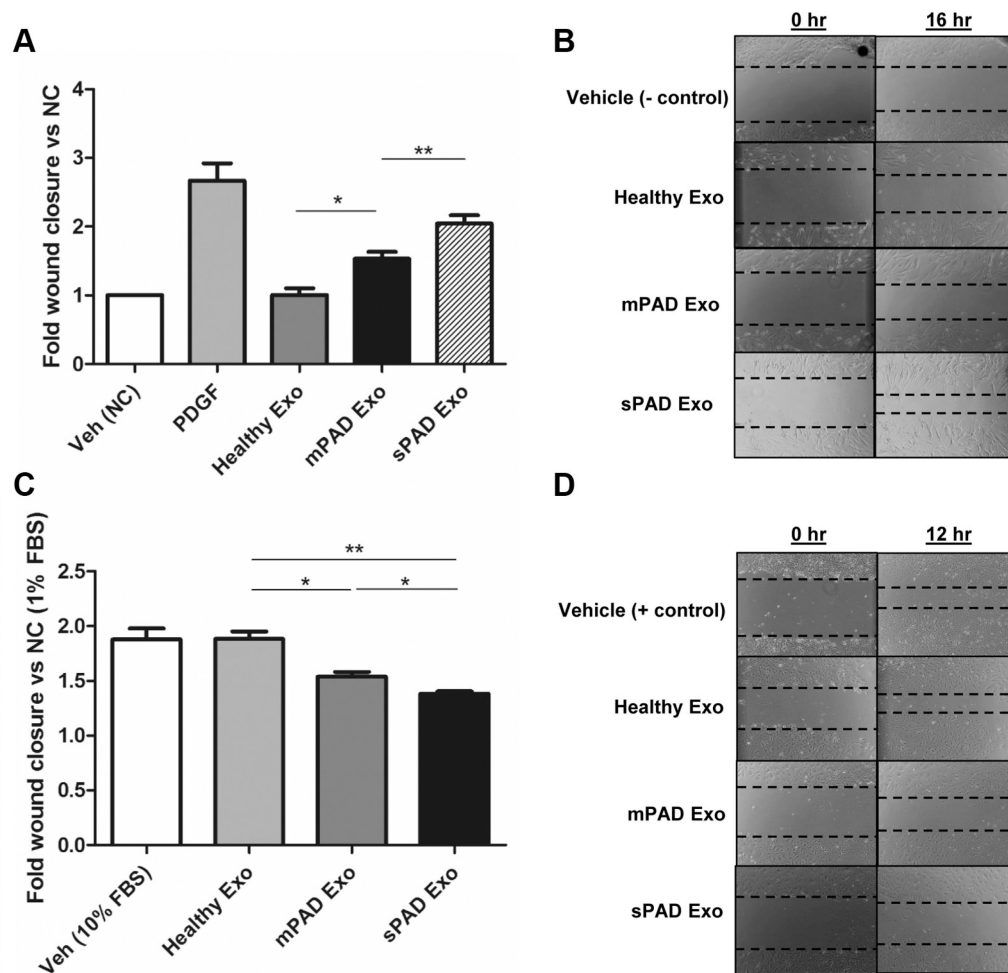 A
Fold wound closure vs NC
4
3
2
1
0
*
**
Veh (NC)
PDGF
Healthy Exo
mPAD Exo
sPAD Exo
B
0 hr
16 hr
Vehicle (- control)
Healthy Exo
mPAD Exo
sPAD Exo
C
Fold wound closure vs NC (1% FBS)
2.5
2.0
1.5
1.0
0.5
0.0
**
*
*
Veh (10% FBS)
Healthy Exo
mPAD Exo
sPAD Exo
D
0 hr
12 hr
Vehicle (+ control)
Healthy Exo
mPAD Exo
sPAD Exo